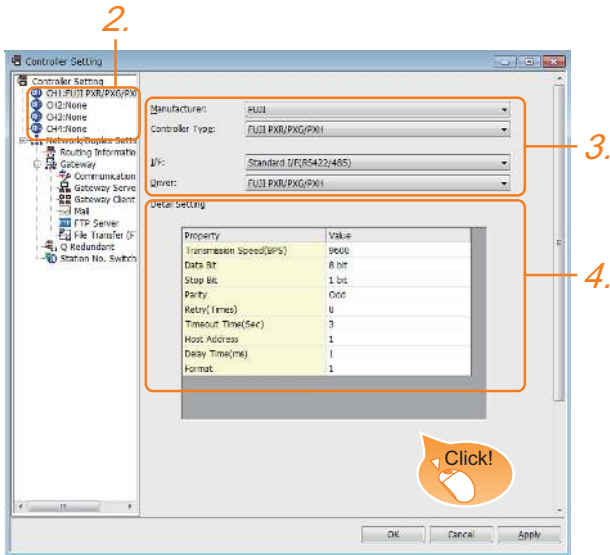 2.
Controller Setting
Controller Setting
CH1:FUJI PXR/PXG/PXI
CH2:None
CH3:None
CH4:None
Network/Duplex Setti
Routing Informatio
Gateway
Communication
Gateway Serve
Gateway Client
Mail
FTP Server
File Transfer (F
Q Redundant
Station No. Switch
Manufacturer: FUJI
Controller Type: FUJI PXR/PXG/PXH
I/F: Standard I/F(RS422/485)
Driver: FUJI PXR/PXG/PXH
3.
Detail Setting
4.
Property Value
Transmission Speed(BPS) 9600
Data Bit 8 bit
Stop Bit 1 bit
Parity Odd
Retry(Times) 0
Timeout Time(Sec) 3
Host Address 1
Delay Time(ms) 1
Format 1
Click!
OK Cancel Apply